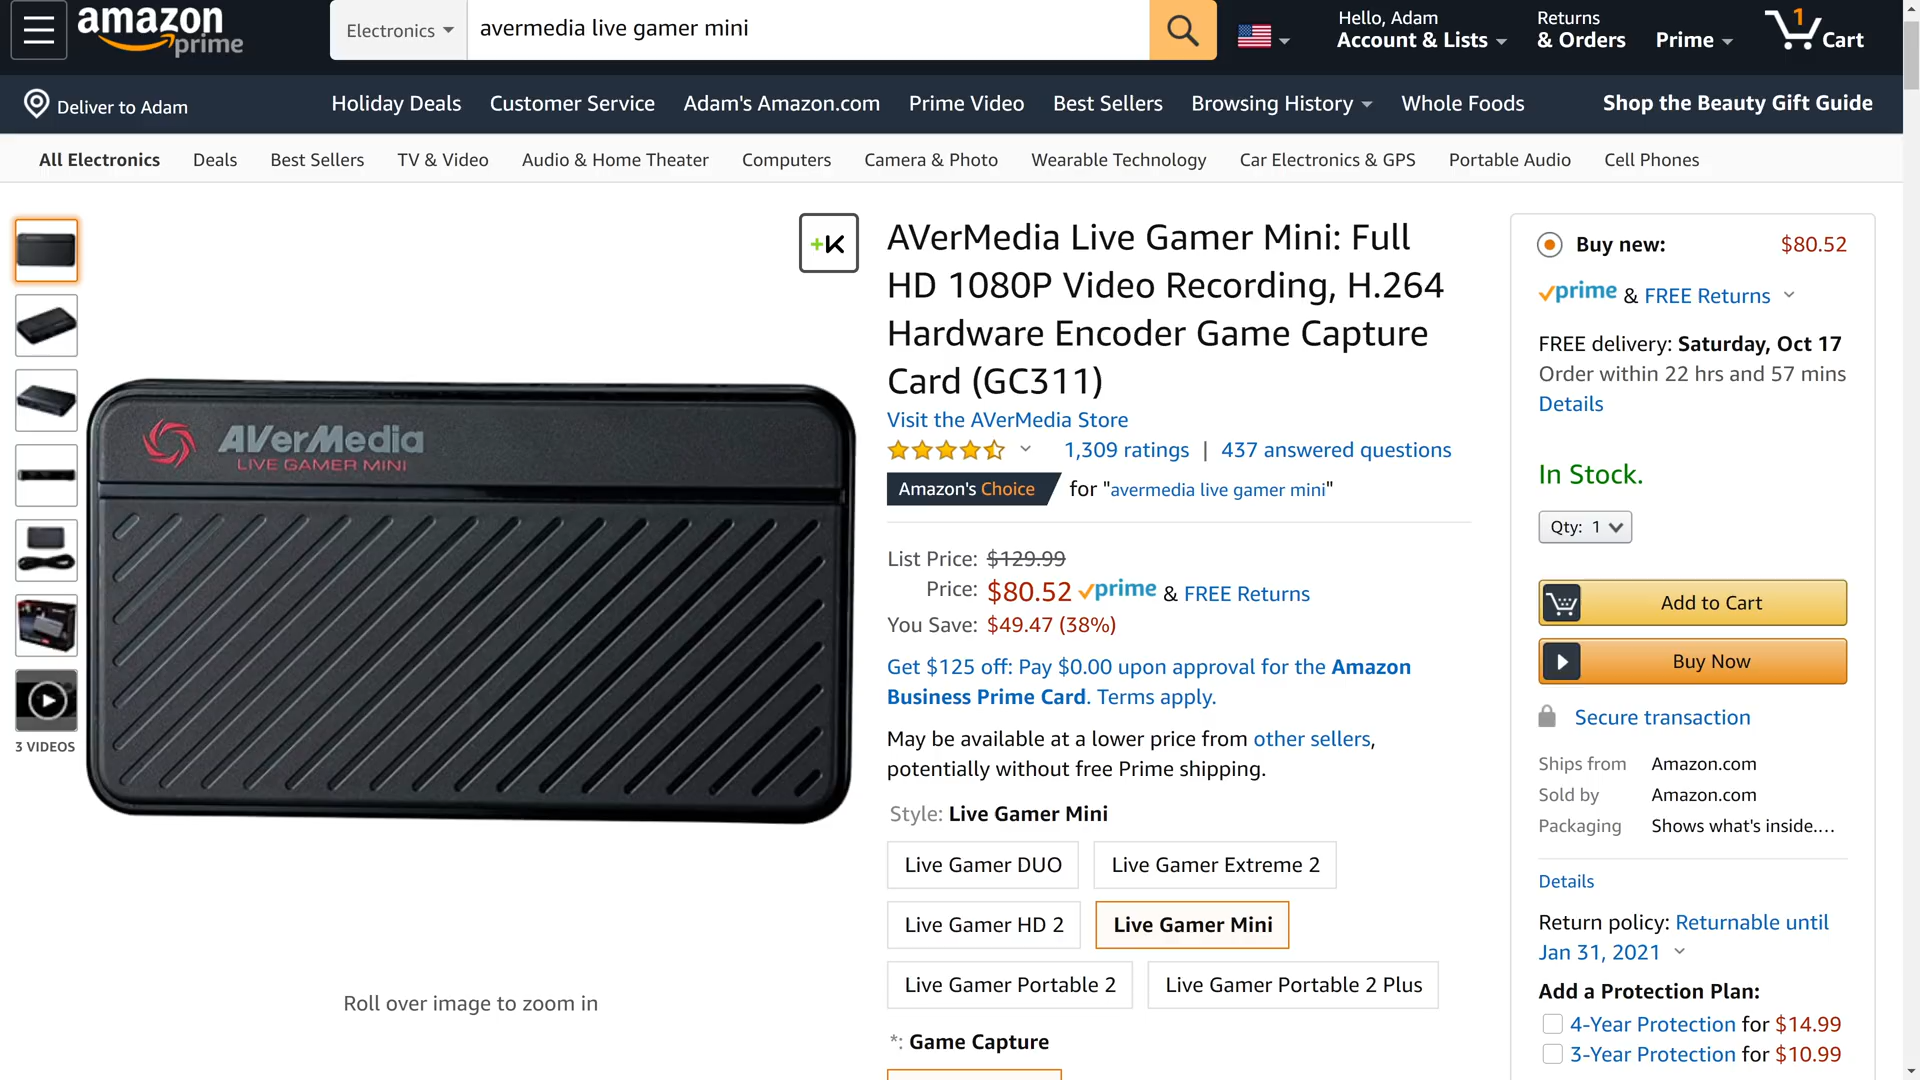 amazon
prime
Electronics
avermedia live gamer mini
Hello, Adam
Account & Lists
Returns
& Orders
Prime
1
Cart
Deliver to Adam
Holiday Deals
Customer Service
Adam's Amazon.com
Prime Video
Best Sellers
Browsing History
Whole Foods
Shop the Beauty Gift Guide
All Electronics
Deals
Best Sellers
TV & Video
Audio & Home Theater
Computers
Camera & Photo
Wearable Technology
Car Electronics & GPS
Portable Audio
Cell Phones
3 VIDEOS
+K
AVerMedia
LIVE GAMER MINI
Roll over image to zoom in
AVerMedia Live Gamer Mini: Full
HD 1080P Video Recording, H.264
Hardware Encoder Game Capture
Card (GC311)
Visit the AVerMedia Store
1,309 ratings | 437 answered questions
Amazon's Choice for "avermedia live gamer mini"
List Price: $129.99
Price: $80.52 prime & FREE Returns
You Save: $49.47 (38%)
Get $125 off: Pay $0.00 upon approval for the Amazon
Business Prime Card. Terms apply.
May be available at a lower price from other sellers,
potentially without free Prime shipping.
Style: Live Gamer Mini
Live Gamer DUO
Live Gamer Extreme 2
Live Gamer HD 2
Live Gamer Mini
Live Gamer Portable 2
Live Gamer Portable 2 Plus
*: Game Capture
Buy new: $80.52
prime & FREE Returns
FREE delivery: Saturday, Oct 17
Order within 22 hrs and 57 mins
Details
In Stock.
Qty: 1
Add to Cart
Buy Now
Secure transaction
Ships from Amazon.com
Sold by Amazon.com
Packaging Shows what's inside....
Details
Return policy: Returnable until
Jan 31, 2021
Add a Protection Plan:
4-Year Protection for $14.99
3-Year Protection for $10.99